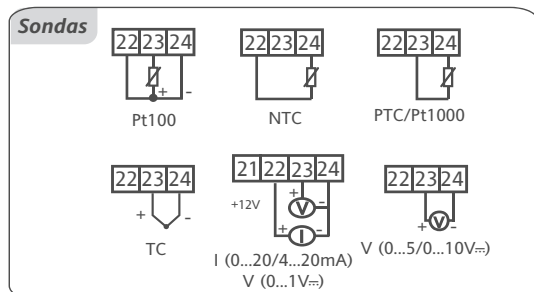 Sondas
22 23 24
+ -
Pt100
22 23 24
NTC
22 23 24
PTC/Pt1000
22 23 24
+ -
TC
21 22 23 24
+12V
+ V -
+ I -
I (0...20/4...20mA)
V (0...1V⎓)
22 23 24
+ V -
V (0...5/0...10V⎓)